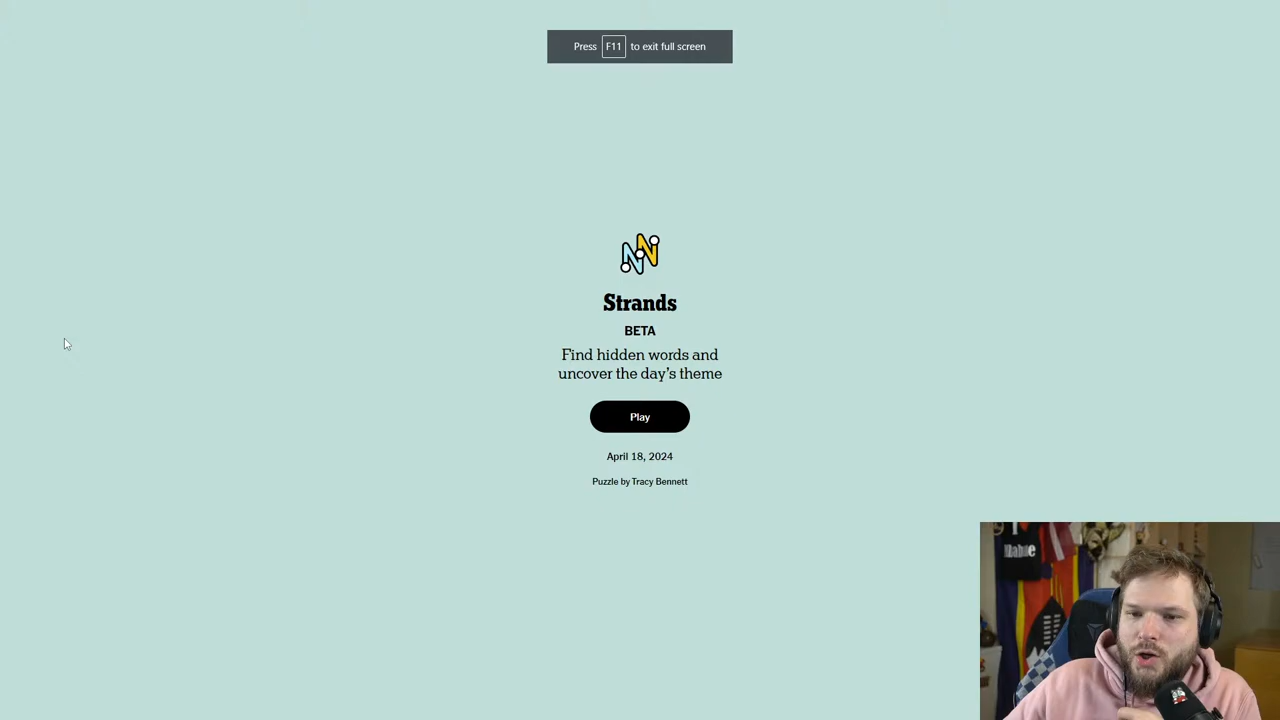 Press F11 to exit full screen
Strands
BETA
Find hidden words and
uncover the day's theme
Play
April 18, 2024
Puzzle by Tracy Bennett